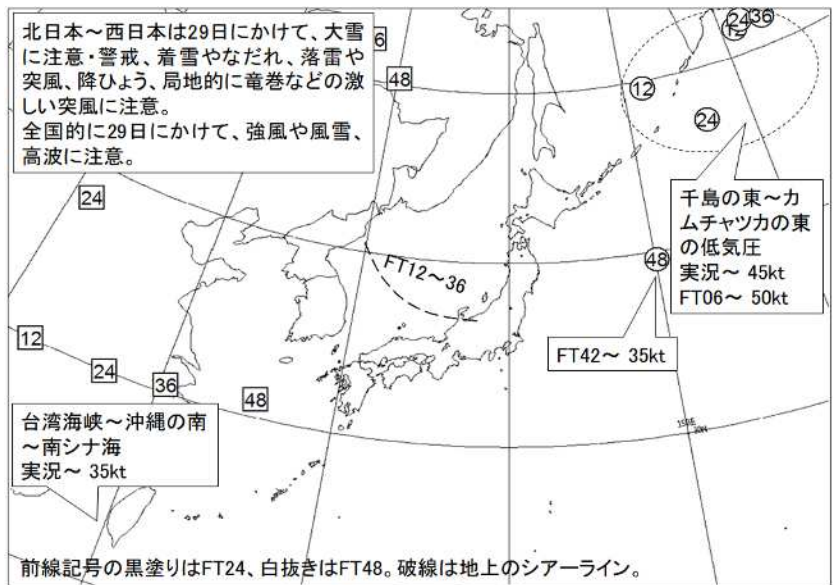 北日本～西日本は29日にかけて、大雪
に注意・警戒、着雪やなだれ、落雷や
突風、降ひょう、局地的に竜巻などの激
しい突風に注意。
全国的に29日にかけて、強風や風雪、
高波に注意。
6
48
24
36
12
12
24
24
千島の東～カ
ムチャツカの東
の低気圧
実況～ 45kt
FT06～ 50kt
FT12～36
48
FT42～ 35kt
12
24
36
48
台湾海峡～沖縄の南
～南シナ海
実況～ 35kt
150E
30N
前線記号の黒塗りはFT24、白抜きはFT48。破線は地上のシアーライン。